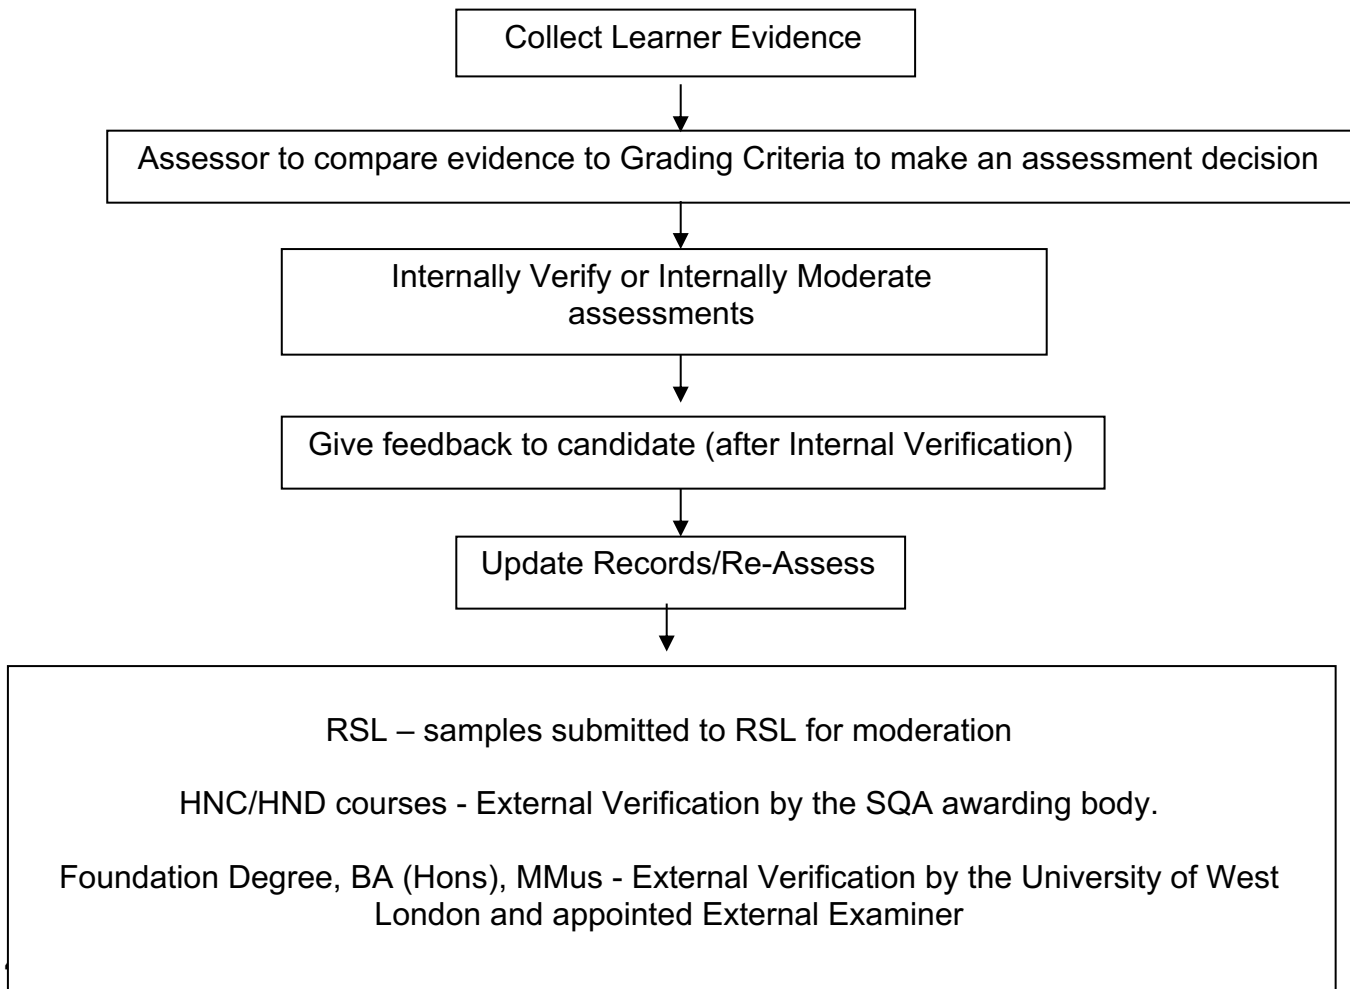 Collect Learner Evidence
Assessor to compare evidence to Grading Criteria to make an assessment decision
Internally Verify or Internally Moderate
assessments
Give feedback to candidate (after Internal Verification)
Update Records/Re-Assess
RSL – samples submitted to RSL for moderation
HNC/HND courses - External Verification by the SQA awarding body.
Foundation Degree, BA (Hons), MMus - External Verification by the University of West
London and appointed External Examiner